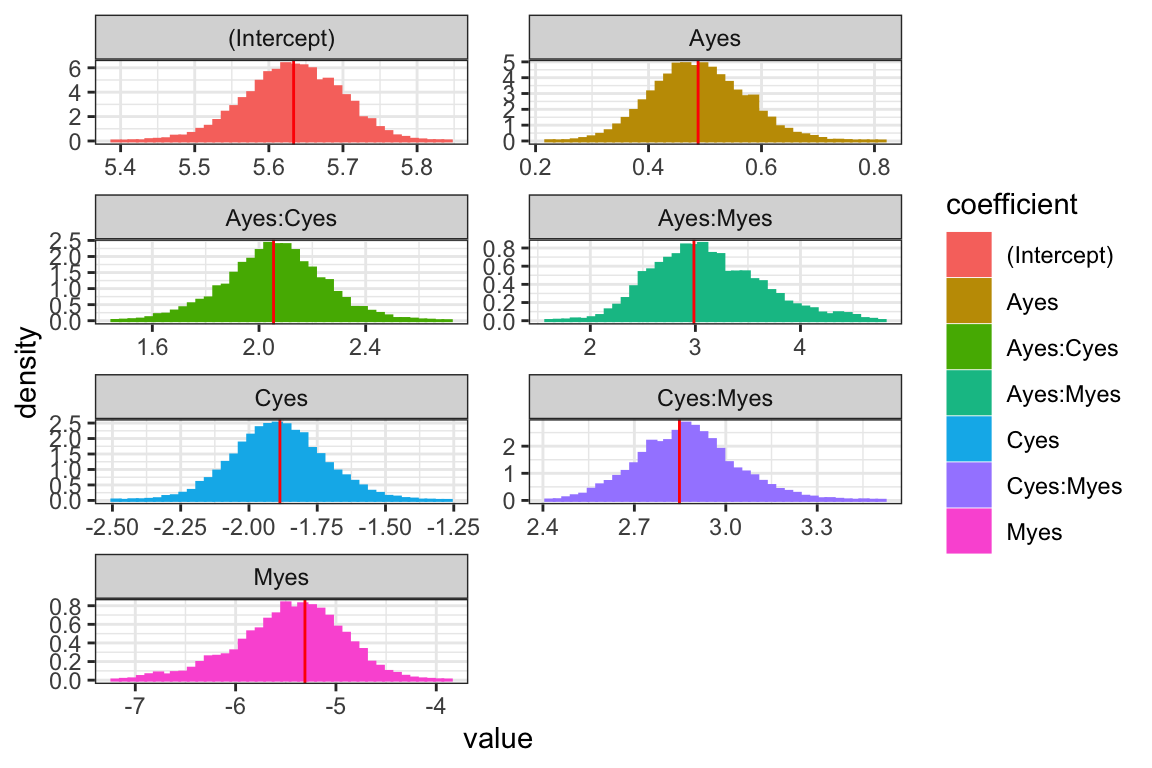 (Intercept)
6
4
2
0
5.4 5.5 5.6 5.7 5.8
Ayes
5
4
3
2
1
0
0.2 0.4 0.6 0.8
Ayes:Cyes
2.5
2.0
1.5
1.0
0.5
0.0
1.6 2.0 2.4
Ayes:Myes
0.8
0.6
0.4
0.2
0.0
2 3 4
Cyes
2.5
2.0
1.5
1.0
0.5
0.0
-2.50 -2.25 -2.00 -1.75 -1.50 -1.25
Cyes:Myes
2
1
0
2.4 2.7 3.0 3.3
Myes
0.8
0.6
0.4
0.2
0.0
-7 -6 -5 -4
density
value
coefficient
(Intercept)
Ayes
Ayes:Cyes
Ayes:Myes
Cyes
Cyes:Myes
Myes